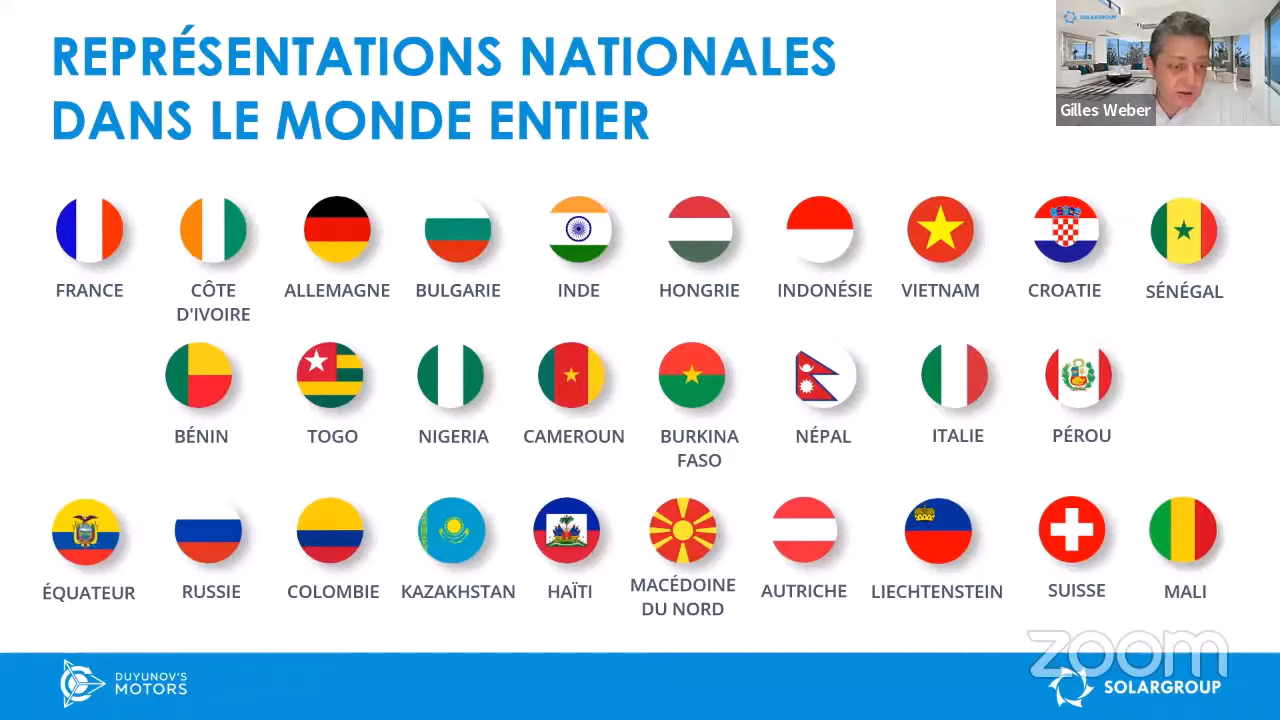 REPRÉSENTATIONS NATIONALES
DANS LE MONDE ENTIER
SOLARGROUP
Gilles Weber
FRANCE
CÔTE
D'IVOIRE
ALLEMAGNE
BULGARIE
INDE
HONGRIE
INDONÉSIE
VIETNAM
CROATIE
SÉNÉGAL
BÉNIN
TOGO
NIGERIA
CAMEROUN
BURKINA
FASO
NÉPAL
ITALIE
PÉROU
ÉQUATEUR
RUSSIE
COLOMBIE
KAZAKHSTAN
HAÏTI
MACÉDOINE
DU NORD
AUTRICHE
LIECHTENSTEIN
SUISSE
MALI
zoom
DUYUNOV'S
MOTORS
SOLARGROUP